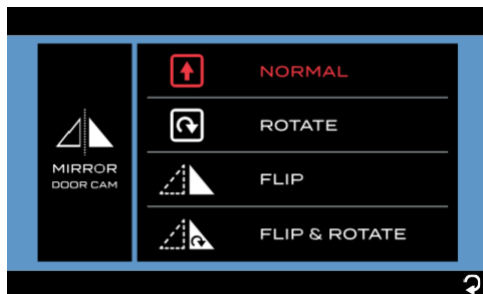 MIRROR
DOOR CAM
NORMAL
ROTATE
FLIP
FLIP & ROTATE